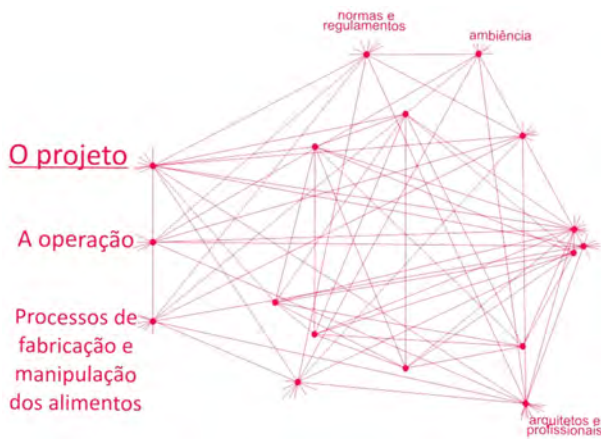 normas e
regulamentos
ambiência
O projeto
A operação
Processos de
fabricação e
manipulação
dos alimentos
arquitetos e
profissionais